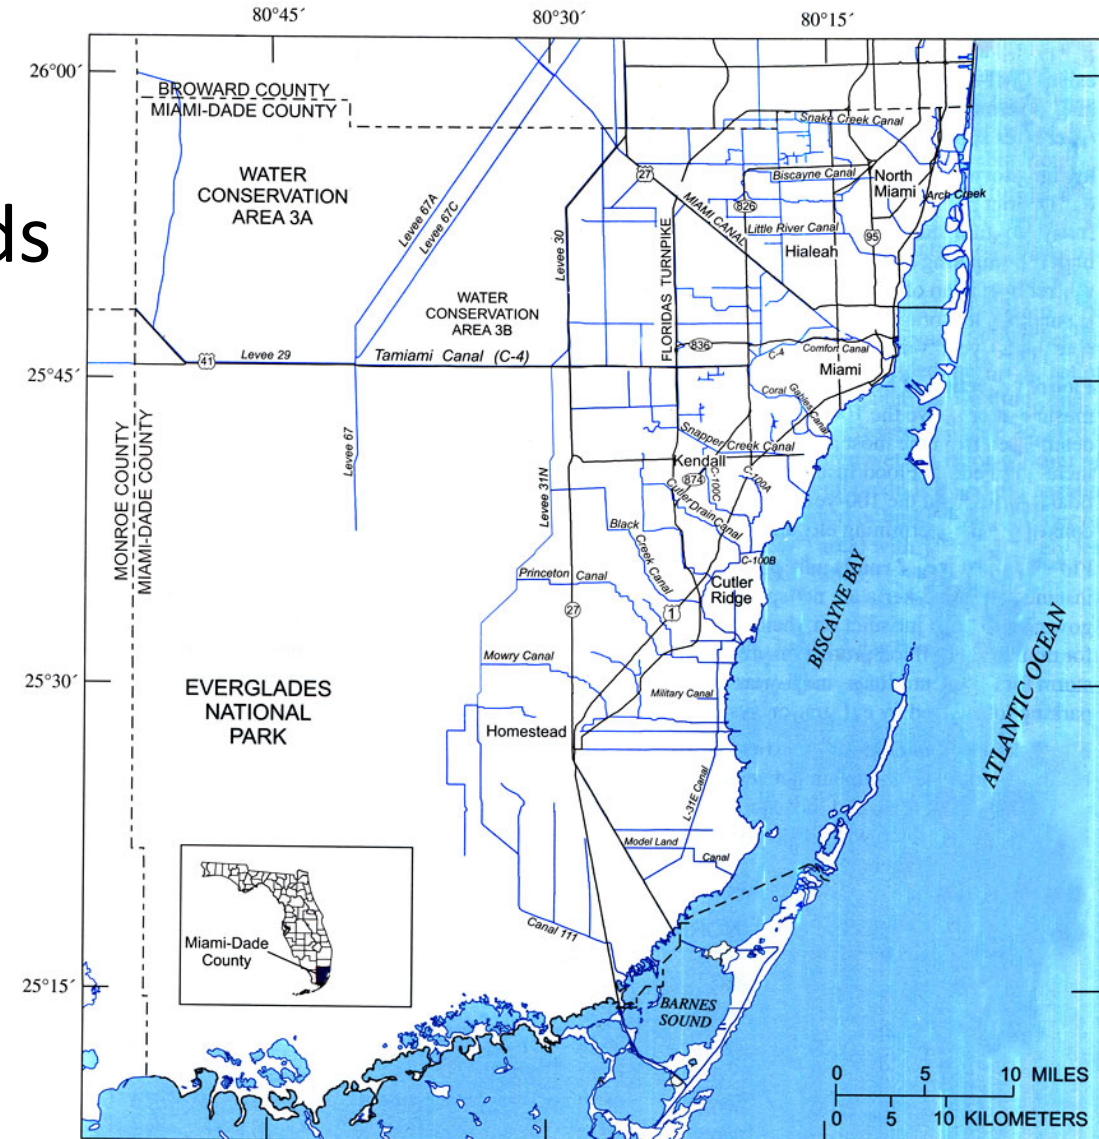 80°45´
80°30´
80°15´
26°00´
BROWARD COUNTY
MIAMI-DADE COUNTY
Snake Creek Canal
WATER
CONSERVATION
AREA 3A
27
Biscayne Canal
North
Miami
Arch Creek
ds
Levee 67A
Levee 67C
MIAMI CANAL
826
Little River Canal
95
Hialeah
Levee 30
FLORIDAS TURNPIKE
WATER
CONSERVATION
AREA 3B
41
Levee 29
Tamiami Canal (C-4)
836
C-4
Comfort Canal
Miami
25°45´
Coral Gables Canal
MONROE COUNTY
MIAMI-DADE COUNTY
Levee 67
Levee 31N
Snapper Creek Canal
Kendall
874
C-100C
C-100A
Cutler Drain Canal
Black Creek Canal
C-100B
Princeton Canal
Cutler
Ridge
27
1
BISCAYNE BAY
ATLANTIC OCEAN
Mowry Canal
25°30´
EVERGLADES
NATIONAL
PARK
Military Canal
Homestead
L-31E Canal
Model Land Canal
Canal 111
Miami-Dade
County
25°15´
BARNES
SOUND
0 5 10 MILES
0 5 10 KILOMETERS